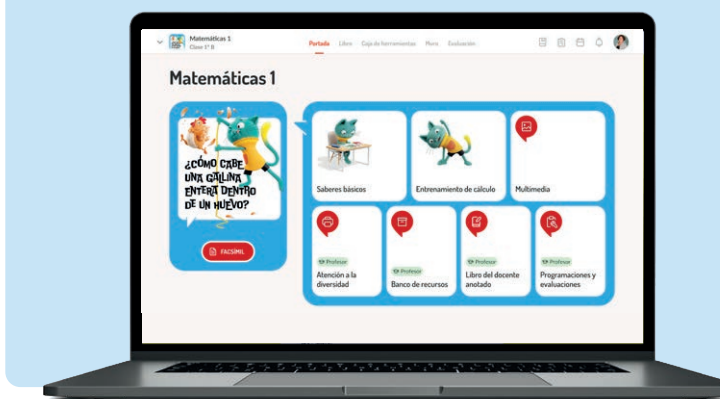 Matemáticas 1
Clase 1º B
Portada Libro Caja de herramientas Muro Evaluación
Matemáticas 1
¿CÓMO CABE
UNA GALLINA
ENTERA DENTRO
DE UN HUEVO?
FACSÍMIL
Saberes básicos
Entrenamiento de cálculo
Multimedia
Profesor
Atención a la
diversidad
Profesor
Banco de recursos
Profesor
Libro del docente
anotado
Profesor
Programaciones y
evaluaciones